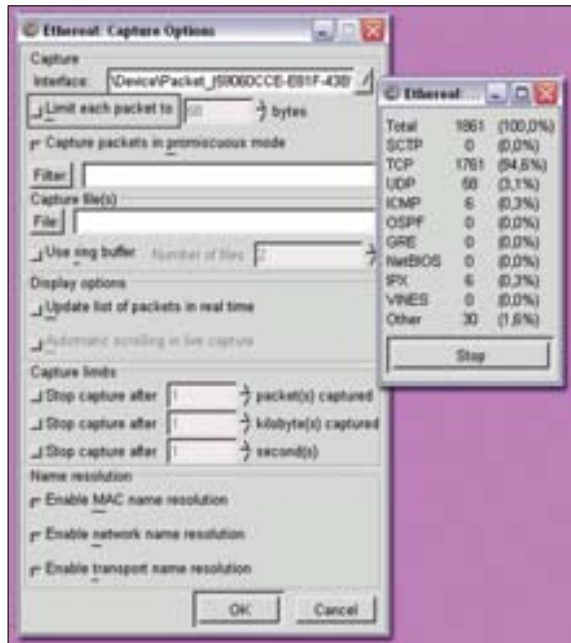 Ethereal: Capture Options
Capture
Interface: \Device\Packet_
Limit each packet to 68 bytes
Capture packets in promiscuous mode
Filter
Capture file(s)
File
Use ring buffer Number of files 2
Display options
Update list of packets in real time
Automatic scrolling in live capture
Capture limits
Stop capture after 1 packet(s) captured
Stop capture after 1 kilobyte(s) captured
Stop capture after 1 second(s)
Name resolution
Enable MAC name resolution
Enable network name resolution
Enable transport name resolution
OK Cancel
Ethereal: ...
Total 1861 (100,0%)
SCTP 0 (0,0%)
TCP 1761 (94,6%)
UDP 58 (3,1%)
ICMP 6 (0,3%)
OSPF 0 (0,0%)
GRE 0 (0,0%)
NetBIOS 0 (0,0%)
IPX 6 (0,3%)
VINES 0 (0,0%)
Other 30 (1,6%)
Stop